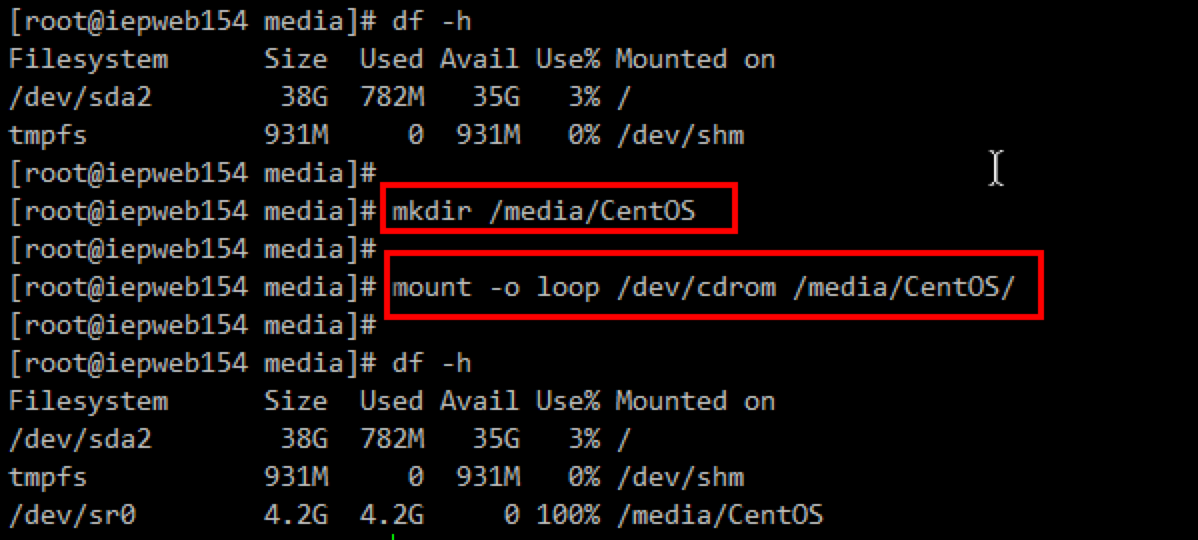 [root@iepweb154 media]# df -h
Filesystem      Size  Used Avail Use% Mounted on
/dev/sda2        38G  782M   35G   3% /
tmpfs           931M     0  931M   0% /dev/shm
[root@iepweb154 media]#
[root@iepweb154 media]# mkdir /media/CentOS
[root@iepweb154 media]#
[root@iepweb154 media]# mount -o loop /dev/cdrom /media/CentOS/
[root@iepweb154 media]#
[root@iepweb154 media]# df -h
Filesystem      Size  Used Avail Use% Mounted on
/dev/sda2        38G  782M   35G   3% /
tmpfs           931M     0  931M   0% /dev/shm
/dev/sr0        4.2G  4.2G     0 100% /media/CentOS